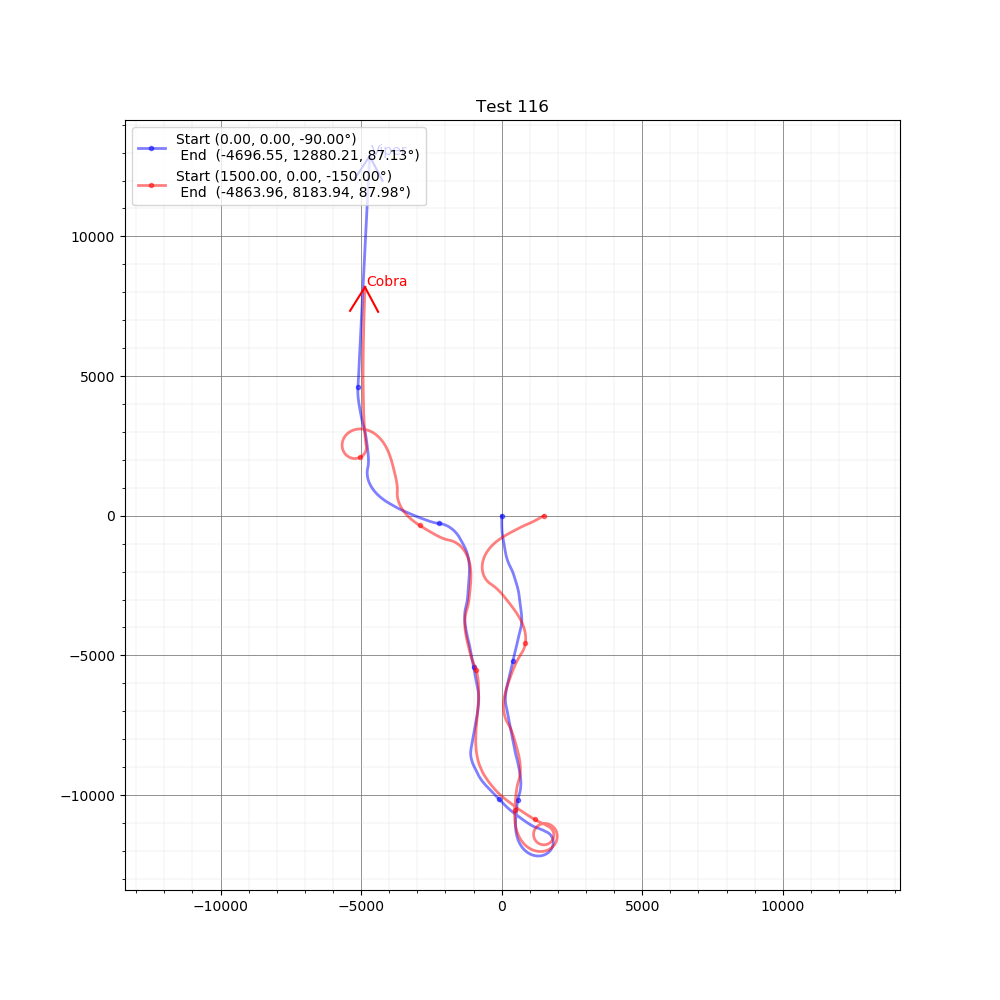 Test 116
Start (0.00, 0.00, -90.00°)
End (-4696.55, 12880.21, 87.13°)
Start (1500.00, 0.00, -150.00°)
End (-4863.96, 8183.94, 87.98°)
Cobra
10000
5000
0
−5000
−10000
−10000
−5000
0
5000
10000